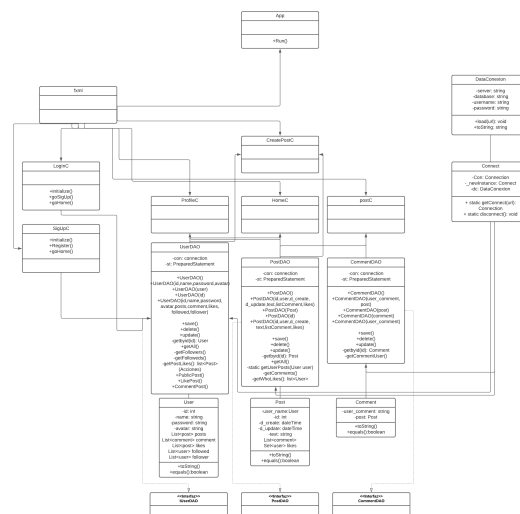 App
+Run()
fxml
DataConexion
-server: string
-database: string
-username: string
-password: string
+load(url): void
+toString: string
CreatePostC
LoginC
+initialize()
+goSigUp()
+goHome()
Connect
-Con: Connection
-_newInstance: Connect
-dc: DataConexion
+ static getConnect(url):
Connection
+ static disconnect(): void
ProfileC
HomeC
postC
SigUpC
+initialize()
+Register()
+goHome()
UserDAO
-con: connection
-st: PreparedStatement
+UserDAO()
+UserDAO(id,name,password,avatar)
+UserDAO(user)
+UserDAO(id)
+UserDAO(id,name,password,
avatar,posts,comment,likes,
followed,follower)
+save()
+delete()
+update()
-getbyId(id): User
+getAll()
-getFollowers()
-getFolloweds()
-getPostLikes(): list<Post>
(Acciones)
+PublicPost()
+LikePost()
+CommentPost()
PostDAO
-con: connection
-st: PreparedStatement
+PostDAO()
+PostDAO(id,user,d_create,
d_update,text,listComment,likes)
+PostDAO(Post)
+PostDAO(id)
+PostDAO(id,user,d_create,
text,listComment,likes)
+save()
+delete()
+update()
-getbyId(id): Post
+getAll()
-static getUserPosts(User user)
-getComments()
-getWhoLikes(): list<User>
CommentDAO
-con: connection
-st: PreparedStatement
+CommentDAO()
+CommentDAO(user_comment,
post)
+CommentDAO(post)
+CommentDAO(comment)
+CommentDAO(user_comment)
+save()
+delete()
+update()
-getbyId(id): Comment
-getCommentUser()
User
-id: int
-name: string
-password: string
-avatar: string
List<post> posts
List<comment> comment
List<post> likes
List<user> followed
List<user> follower
+toString()
+equals():boolean
Post
-user_name:User
-id: int
-d_create: dateTime
-d_update: dateTime
-text: string
List<comment>
Set<user> likes
+toString()
+equals():boolean
Comment
-user_comment: string
-post: Post
+toString()
+equals():boolean
<<Interfaz>>
IUserDAO
<<Interfaz>>
PostDAO
<<Interfaz>>
CommentDAO